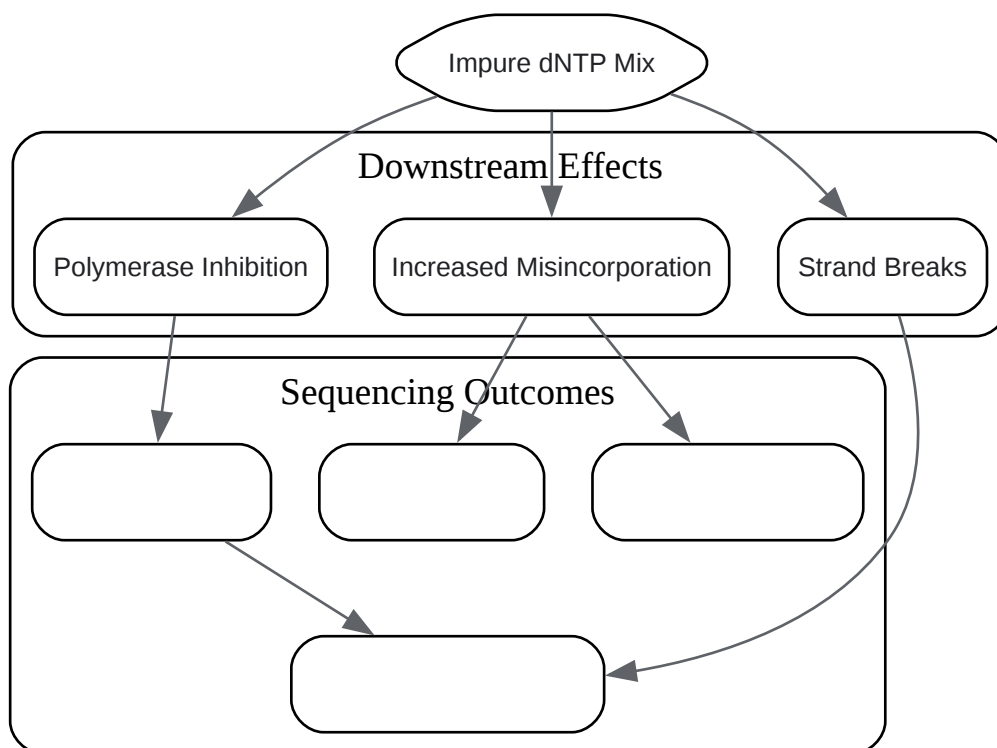 Impure dNTP Mix
Downstream Effects
Polymerase Inhibition
Increased Misincorporation
Strand Breaks
Sequencing Outcomes